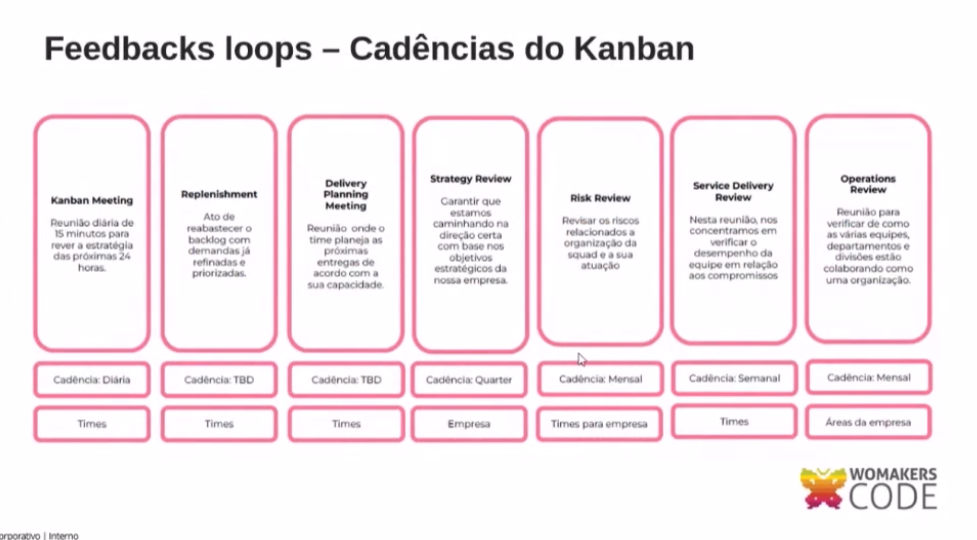 Feedbacks loops – Cadências do Kanban
Kanban Meeting
Reunião diária de
15 minutos para
rever a estratégia
das próximas 24
horas.
Cadência: Diária
Times
Replenishment
Ato de
reabastecer o
backlog com
demandas já
refinadas e
priorizadas.
Cadência: TBD
Times
Delivery
Planning
Meeting
Reunião onde o
time planeja as
próximas
entregas de
acordo com a
sua capacidade.
Cadência: TBD
Times
Strategy Review
Garantir que
estamos
caminhando na
direção certa
com base nos
objetivos
estratégicos da
nossa empresa.
Cadência: Quarter
Empresa
Risk Review
Revisar os riscos
relacionados a
organização da
squad e a sua
atuação
Cadência: Mensal
Times para empresa
Service Delivery
Review
Nesta reunião, nos
concentramos em
verificar o
desempenho da
equipe em relação
aos compromissos
Cadência: Semanal
Times
Operations
Review
Reunião para
verificar de como
as várias equipes,
departamentos e
divisões estão
colaborando como
uma organização.
Cadência: Mensal
Áreas da empresa
WOMAKERS
CODE
orporativo | Interno